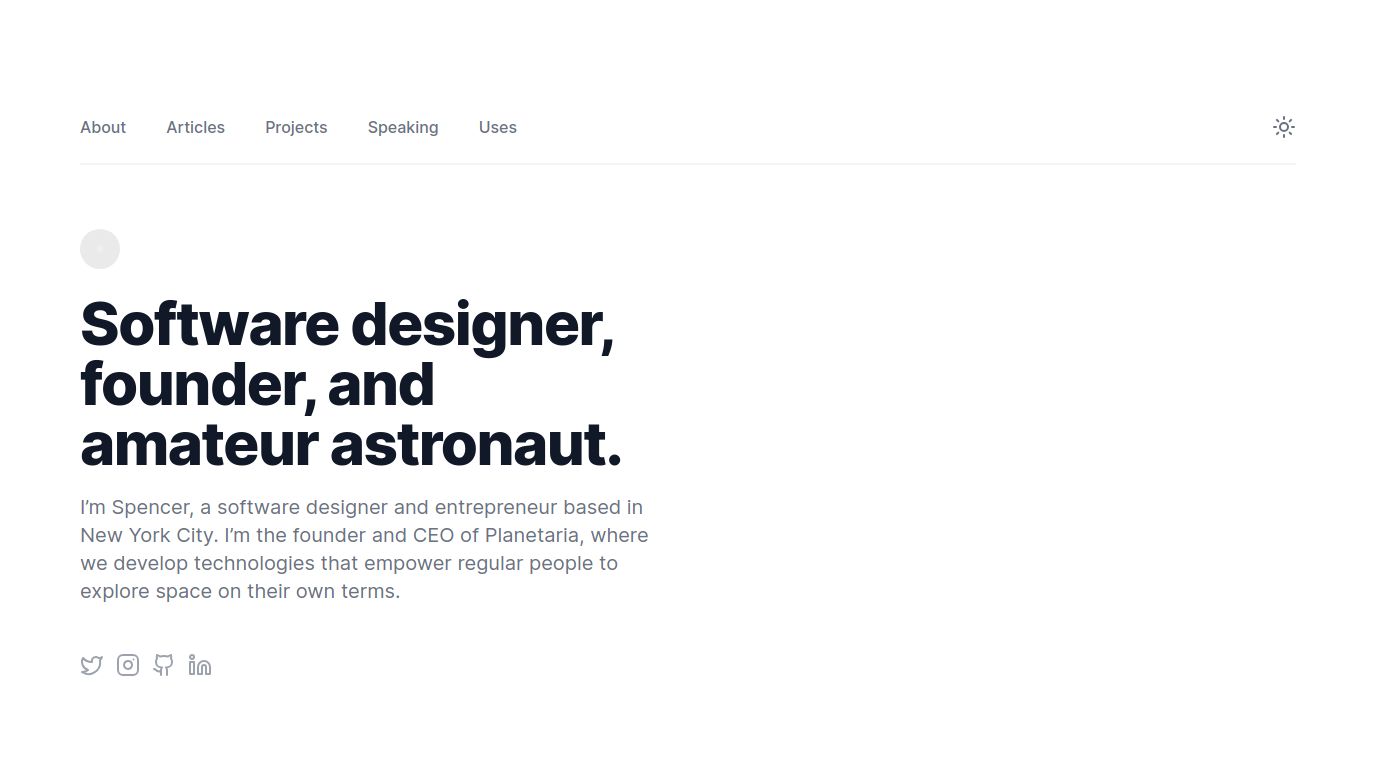 About
Articles
Projects
Speaking
Uses
Software designer,
founder, and
amateur astronaut.
I’m Spencer, a software designer and entrepreneur based in
New York City. I’m the founder and CEO of Planetaria, where
we develop technologies that empower regular people to
explore space on their own terms.